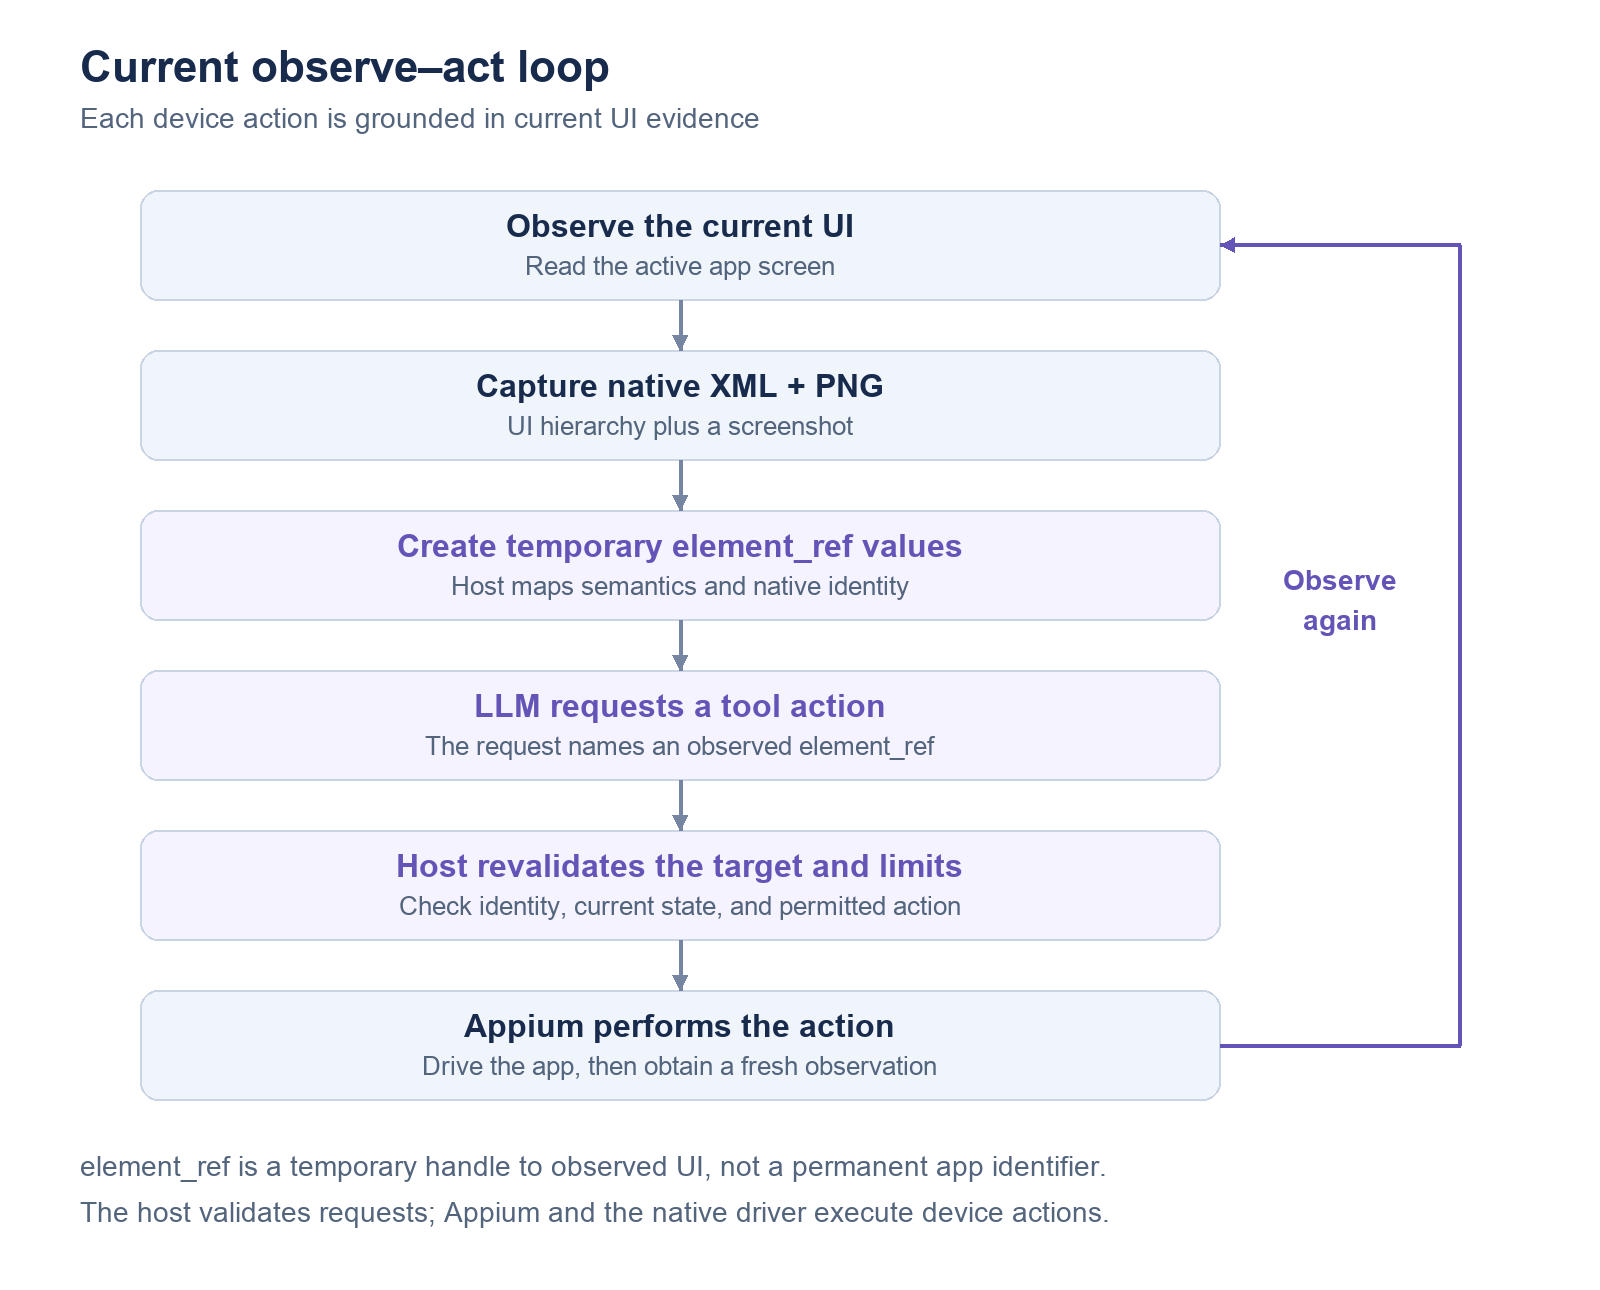 Current observe–act loop
Each device action is grounded in current UI evidence
Observe the current UI
Read the active app screen
Capture native XML + PNG
UI hierarchy plus a screenshot
Create temporary element_ref values
Host maps semantics and native identity
Observe
again
LLM requests a tool action
The request names an observed element_ref
Host revalidates the target and limits
Check identity, current state, and permitted action
Appium performs the action
Drive the app, then obtain a fresh observation
element_ref is a temporary handle to observed UI, not a permanent app identifier.
The host validates requests; Appium and the native driver execute device actions.